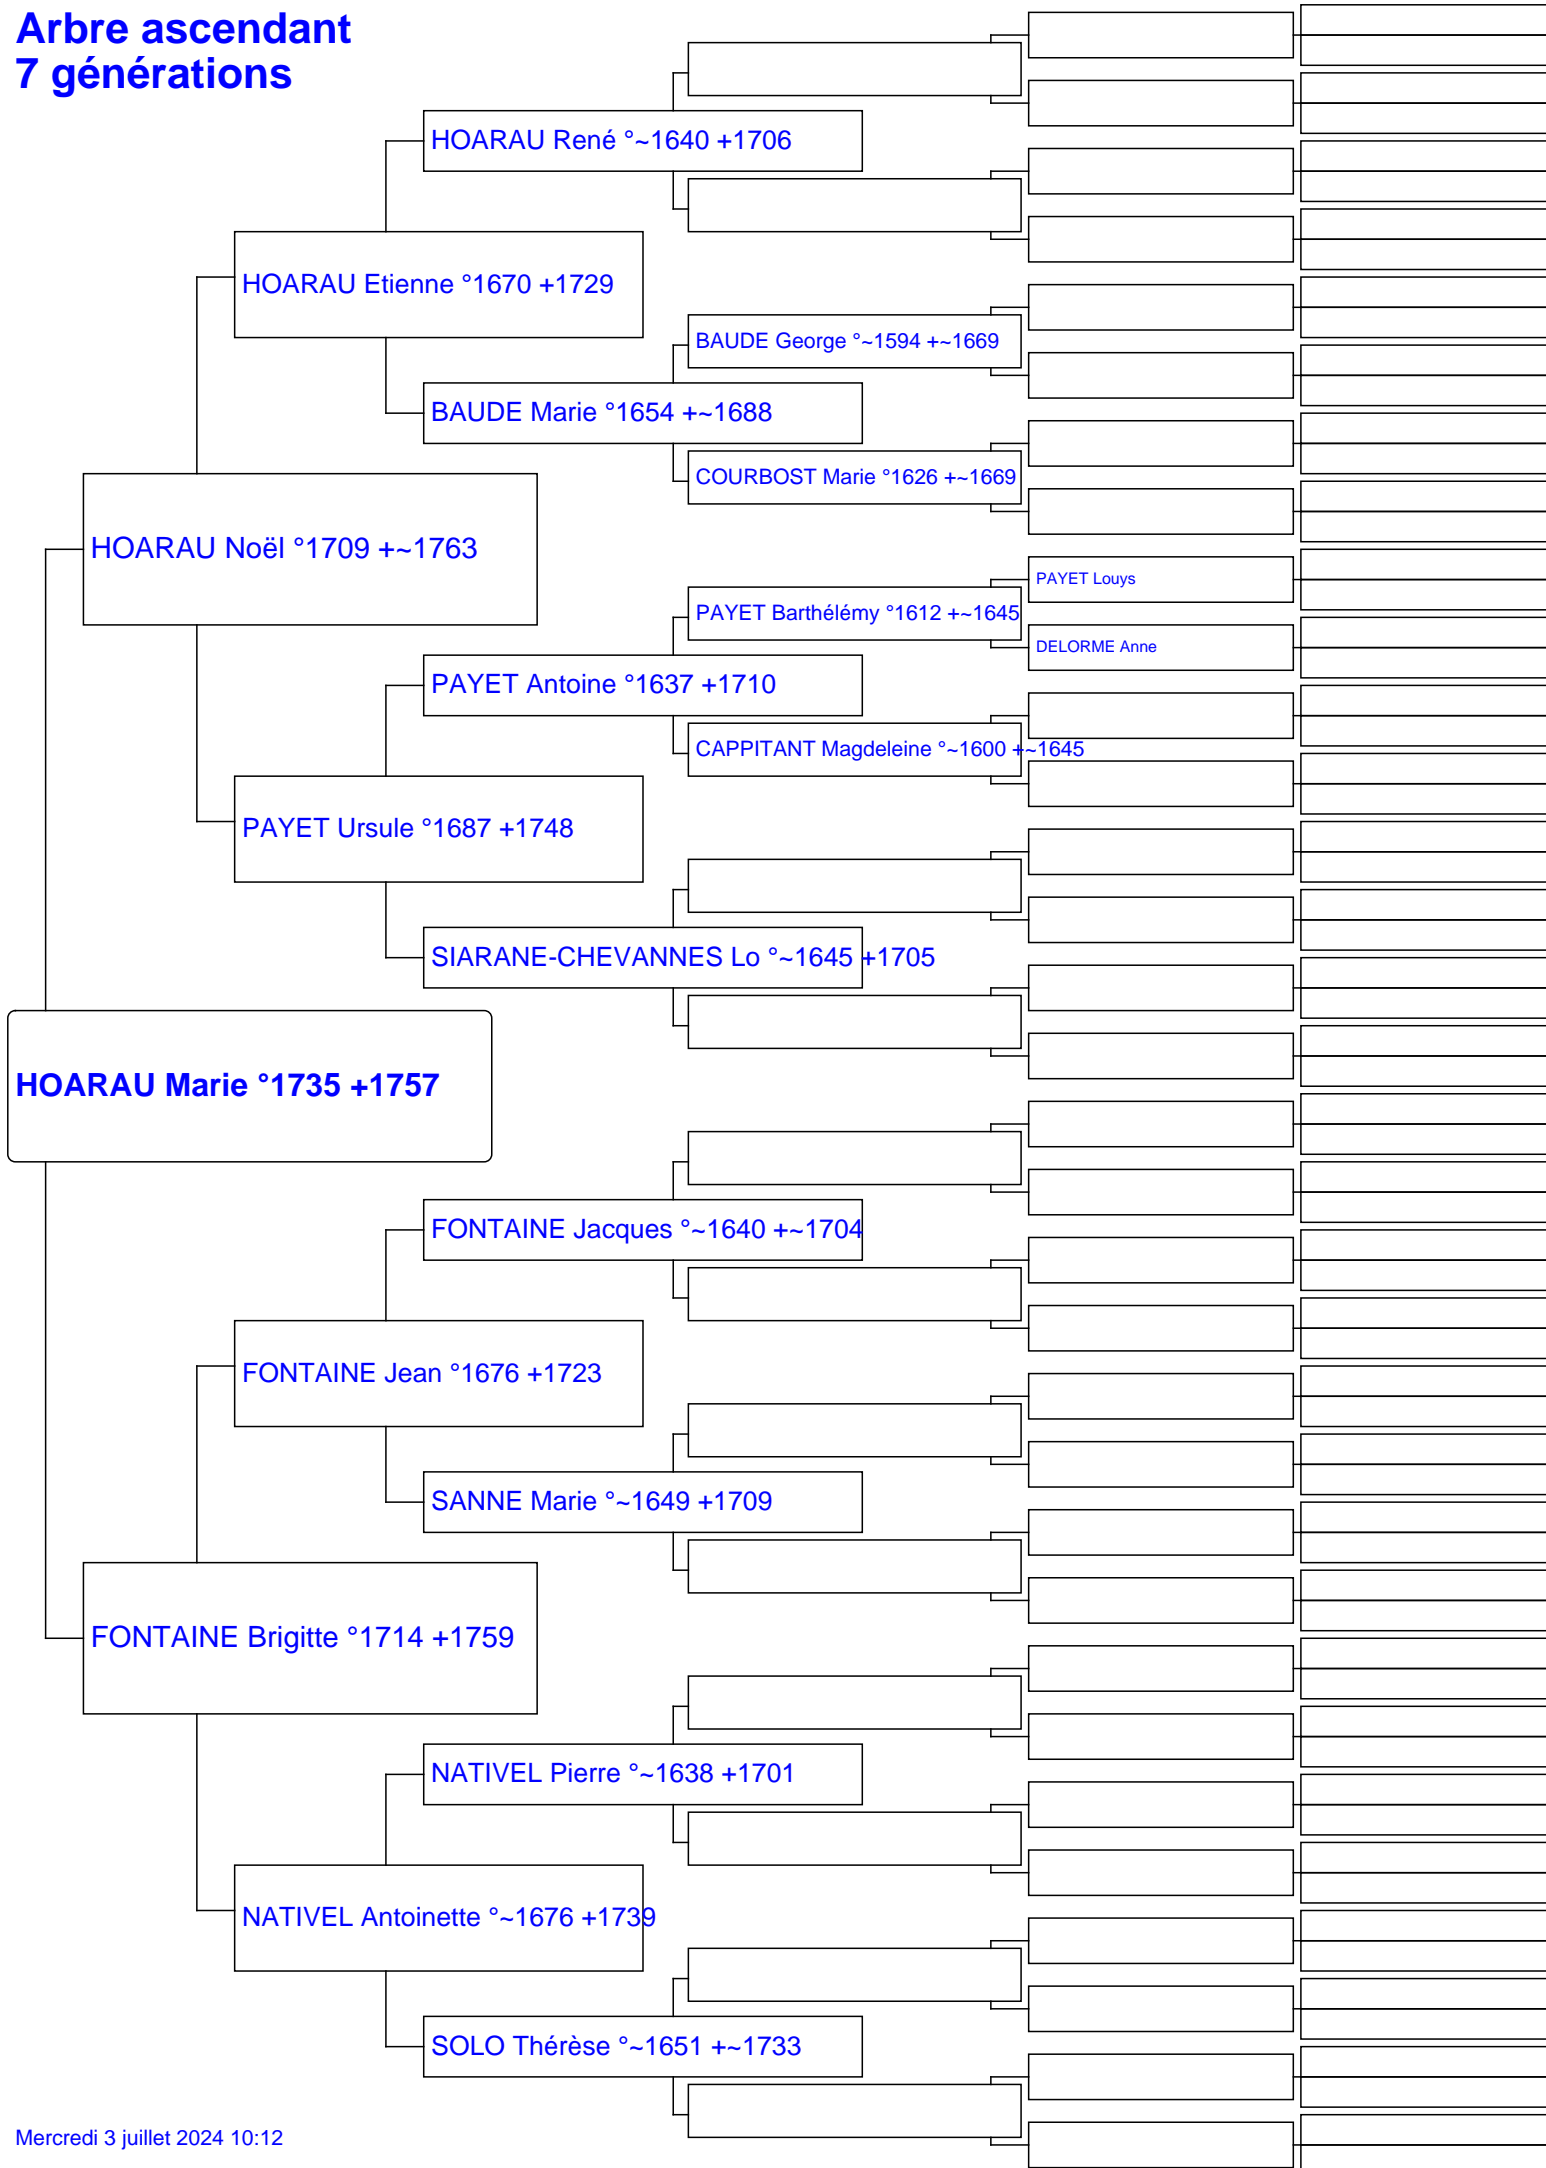 Arbre ascendant
7 générations
HOARAU René °~1640 +1706
HOARAU Etienne °1670 +1729
BAUDE George °~1594 +~1669
BAUDE Marie °1654 +~1688
COURBOST Marie °1626 +~1669
HOARAU Noël °1709 +~1763
PAYET Louys
PAYET Barthélémy °1612 +~1645
DELORME Anne
PAYET Antoine °1637 +1710
CAPPITANT Magdeleine °~1600 +~1645
PAYET Ursule °1687 +1748
SIARANE-CHEVANNES Lo °~1645 +1705
HOARAU Marie °1735 +1757
FONTAINE Jacques °~1640 +~1704
FONTAINE Jean °1676 +1723
SANNE Marie °~1649 +1709
FONTAINE Brigitte °1714 +1759
NATIVEL Pierre °~1638 +1701
NATIVEL Antoinette °~1676 +1739
SOLO Thérèse °~1651 +~1733
Mercredi 3 juillet 2024 10:12